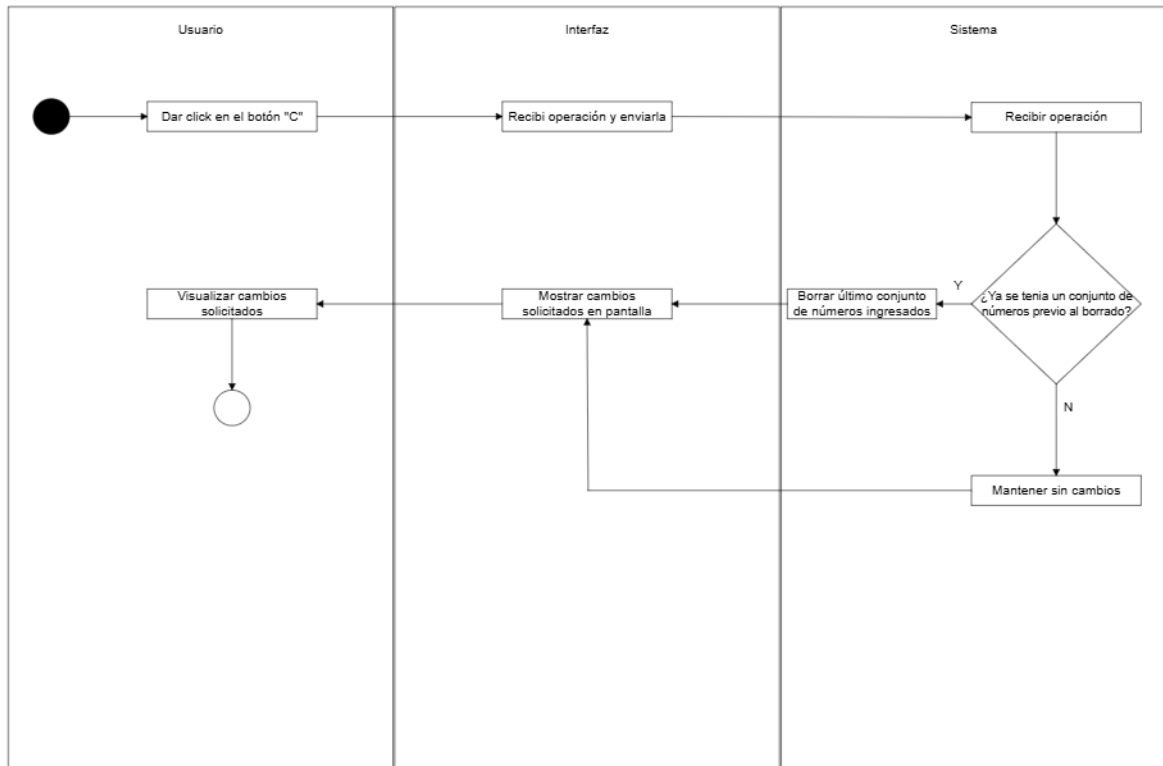 Usuario
Interfaz
Sistema
Dar click en el botón "C"
Recibi operación y enviarla
Recibir operación
Visualizar cambios
solicitados
Mostrar cambios
solicitados en pantalla
Borrar último conjunto
de números ingresados
Y
¿Ya se tenia un conjunto de
números previo al borrado?
N
Mantener sin cambios